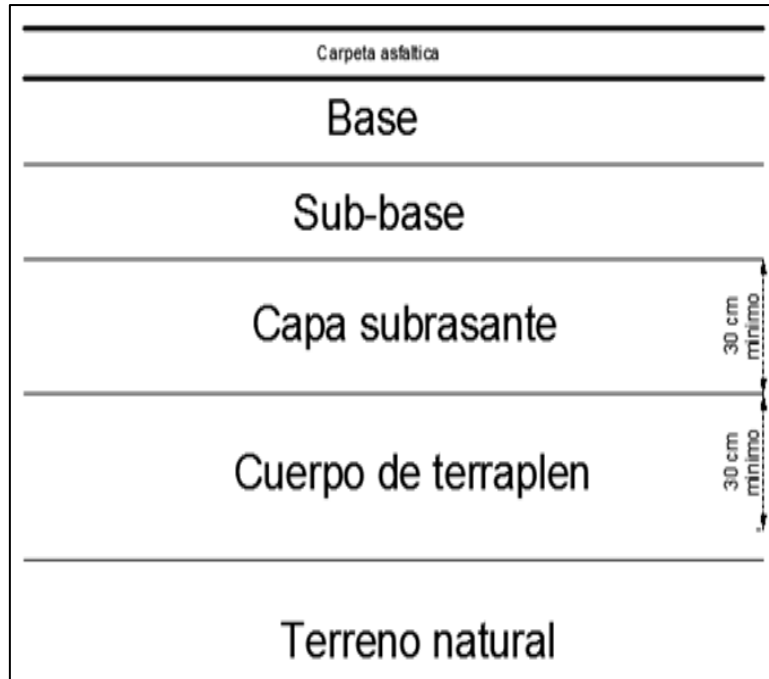 Carpeta asfaltica
Base
Sub-base
Capa subrasante
30 cm
minimo
Cuerpo de terraplen
30 cm
minimo
Terreno natural